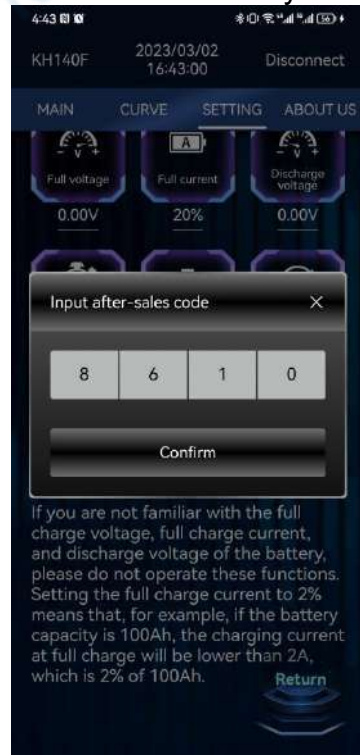 4:43
56
KH140F
2023/03/02
16:43:00
Disconnect
MAIN CURVE SETTING ABOUT US
- V +
A
- V +
Full voltage
Full current
Discharge
voltage
0.00V 20% 0.00V
Input after-sales code ×
8 6 1 0
Confirm
If you are not familiar with the full
charge voltage, full charge current,
and discharge voltage of the battery,
please do not operate these functions.
Setting the full charge current to 2%
means that, for example, if the battery
capacity is 100Ah, the charging current
at full charge will be lower than 2A,
which is 2% of 100Ah.
Return